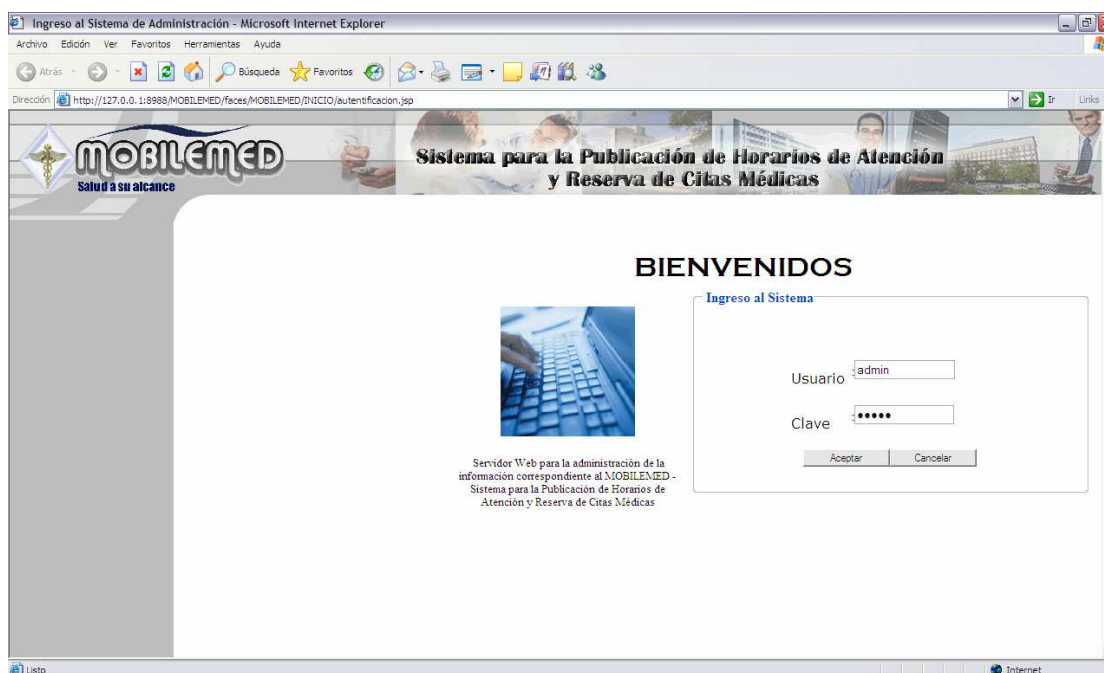 Ingreso al Sistema de Administración - Microsoft Internet Explorer
Archivo Edición Ver Favoritos Herramientas Ayuda
Atrás Búsqueda Favoritos
Dirección http://127.0.0.1:8988/MOBILEMED/faces/MOBILEMED/INICIO/autentificacion.jsp Ir Links
MOBILEMED
Salud a su alcance
Sistema para la Publicación de Horarios de Atención
y Reserva de Citas Médicas
BIENVENIDOS
Ingreso al Sistema
Usuario : admin
Clave : •••••
Aceptar Cancelar
Servidor Web para la administración de la
información correspondiente al MOBILEMED -
Sistema para la Publicación de Horarios de
Atención y Reserva de Citas Médicas
Listo Internet